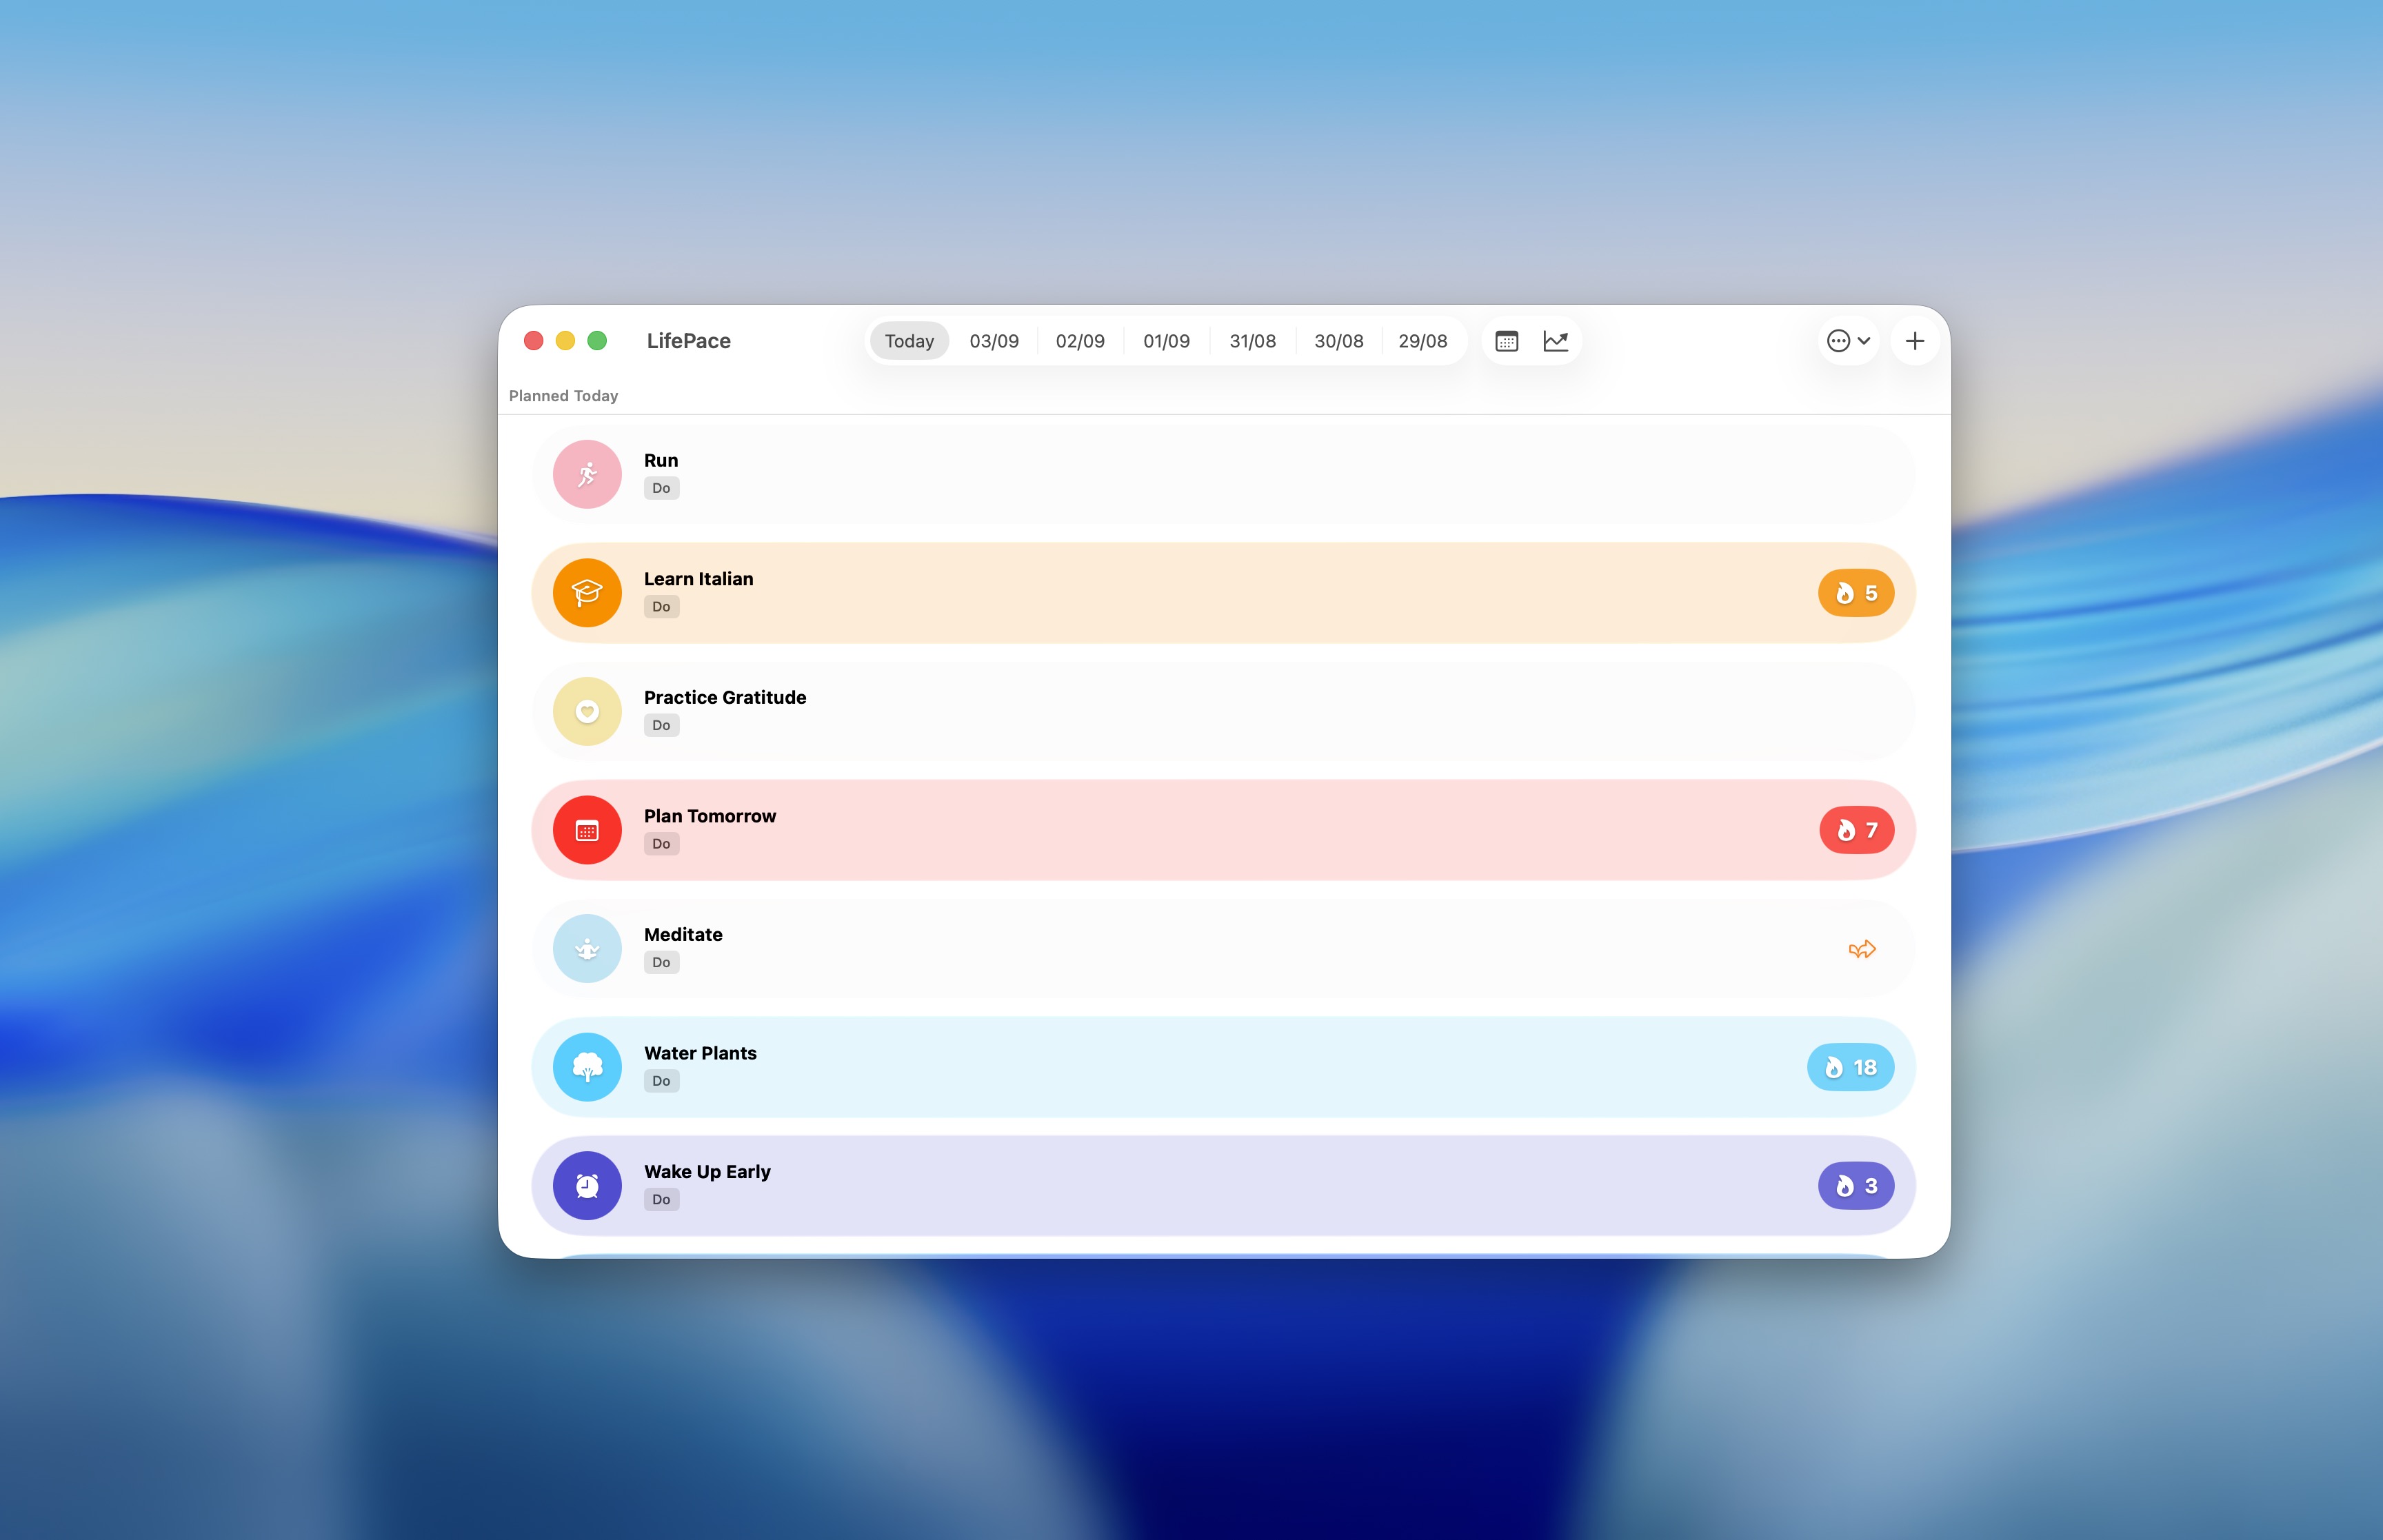 LifePace
Today 03/09 02/09 01/09 31/08 30/08 29/08
Planned Today
Run
Do
Learn Italian
Do
5
Practice Gratitude
Do
Plan Tomorrow
Do
7
Meditate
Do
Water Plants
Do
18
Wake Up Early
Do
3